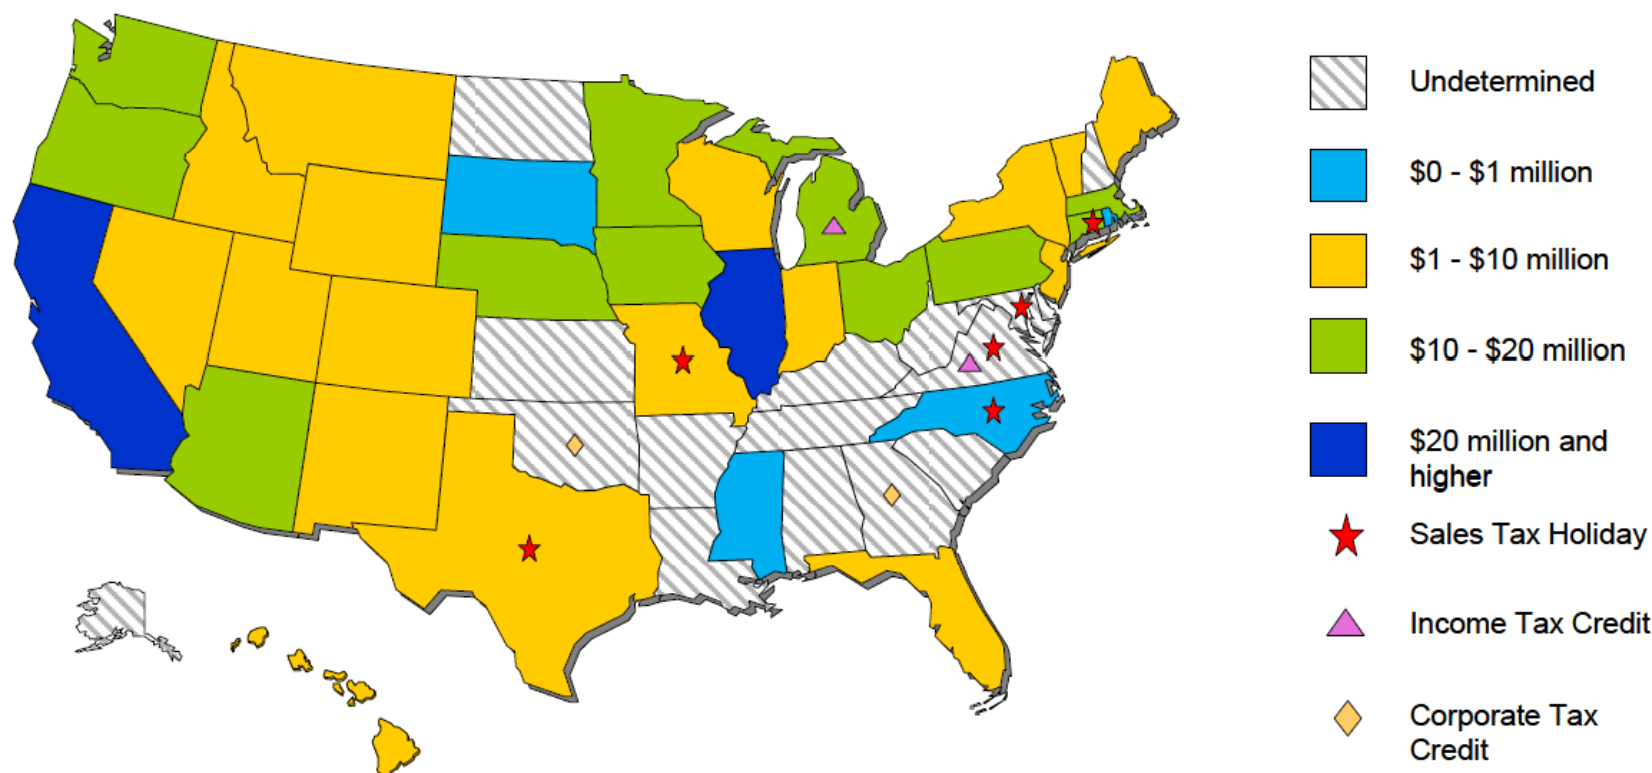 Undetermined
$0 - $1 million
$1 - $10 million
$10 - $20 million
$20 million and
higher
Sales Tax Holiday
Income Tax Credit
Corporate Tax
Credit